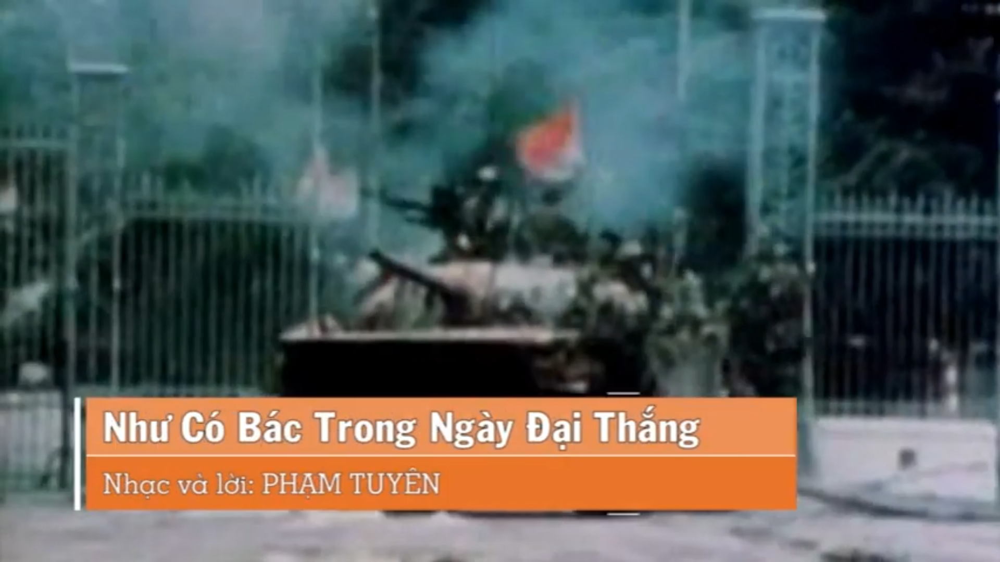 Như Có Bác Trong Ngày Đại Thắng
Nhạc và lời: PHẠM TUYÊN